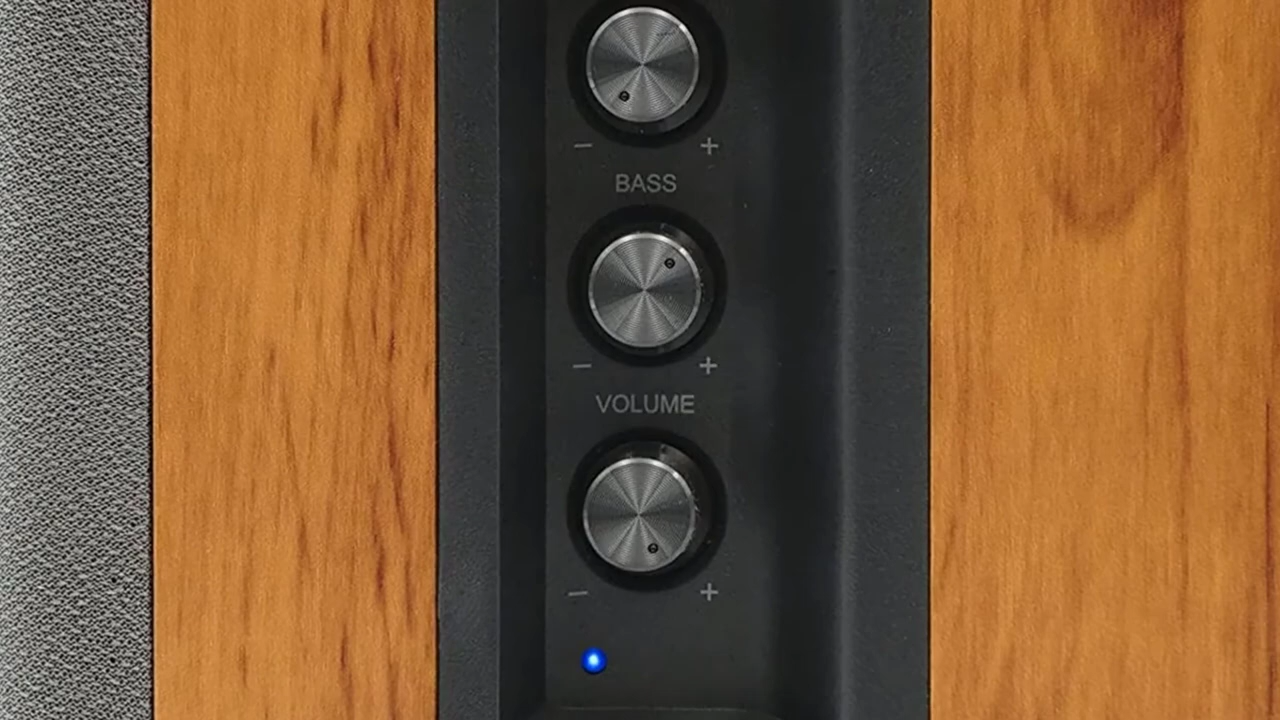 − +
BASS
− +
VOLUME
− +